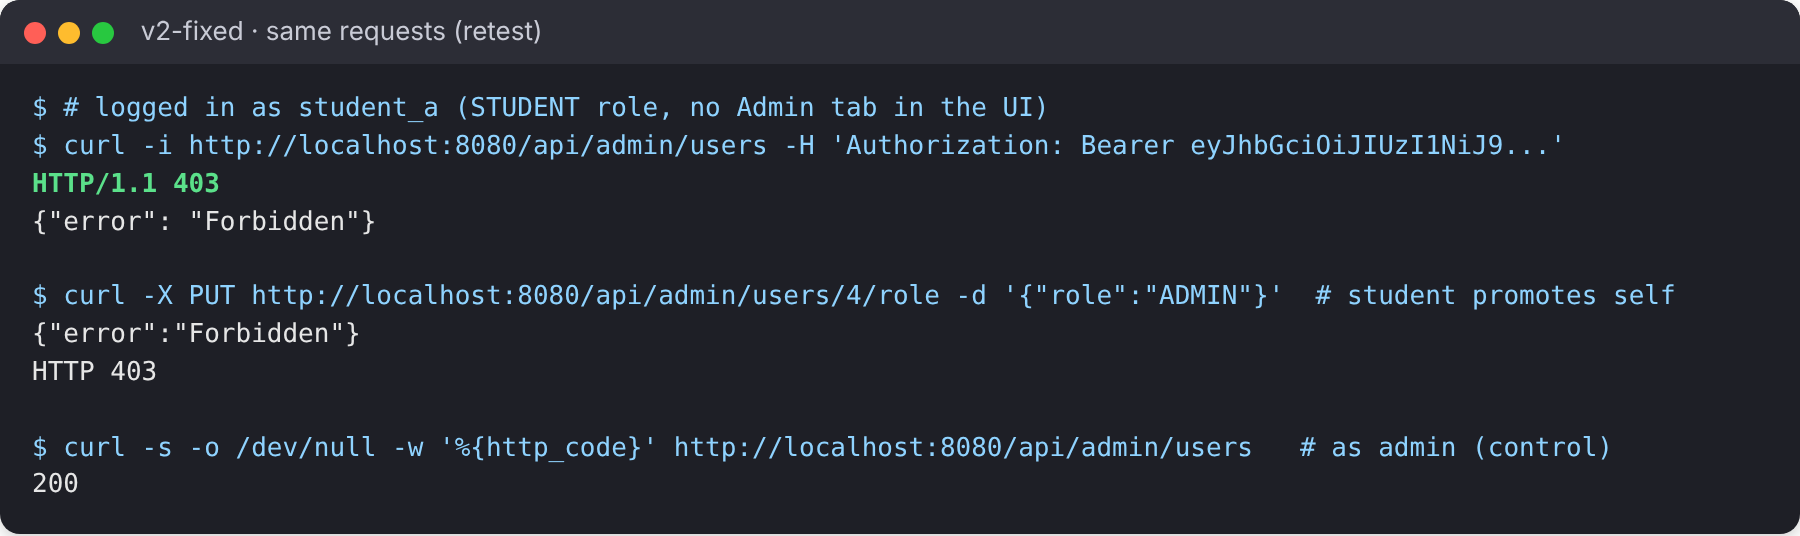 v2-fixed · same requests (retest)
$ # logged in as student_a (STUDENT role, no Admin tab in the UI)
$ curl -i http://localhost:8080/api/admin/users -H 'Authorization: Bearer eyJhbGciOiJIUzI1NiJ9...'
HTTP/1.1 403
{"error": "Forbidden"}
$ curl -X PUT http://localhost:8080/api/admin/users/4/role -d '{"role":"ADMIN"}'  # student promotes self
{"error":"Forbidden"}
HTTP 403
$ curl -s -o /dev/null -w '%{http_code}' http://localhost:8080/api/admin/users   # as admin (control)
200